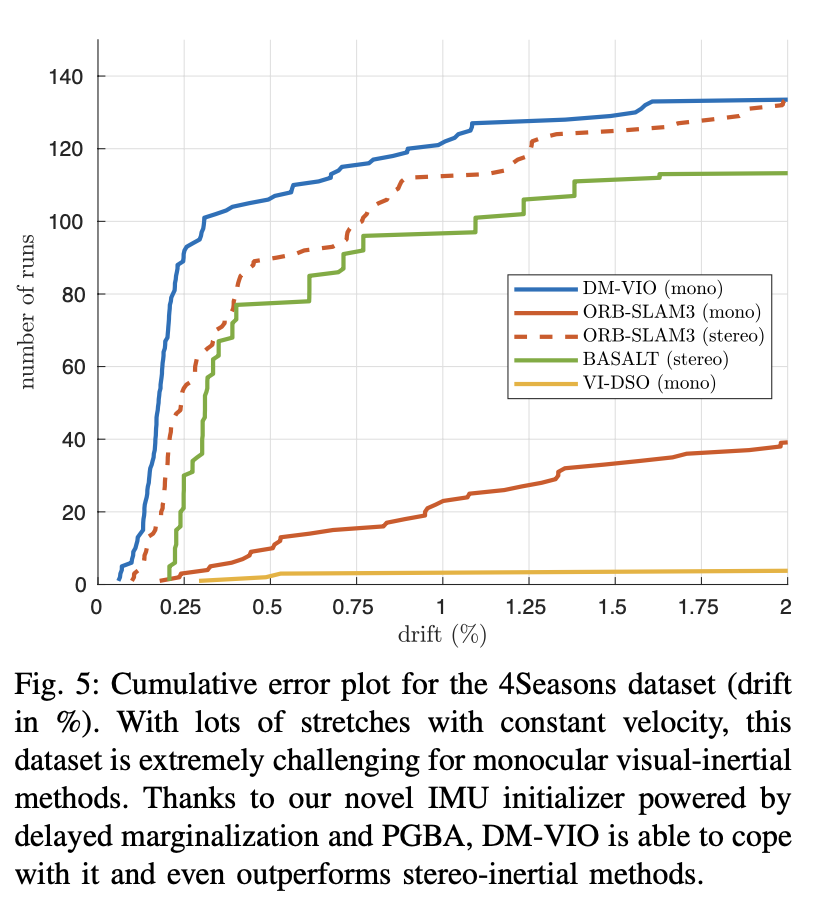 140
120
100
80
60
40
20
0
number of runs
DM-VIO (mono)
ORB-SLAM3 (mono)
ORB-SLAM3 (stereo)
BASALT (stereo)
VI-DSO (mono)
0 0.25 0.5 0.75 1 1.25 1.5 1.75 2
drift (%)
Fig. 5: Cumulative error plot for the 4Seasons dataset (drift
in %). With lots of stretches with constant velocity, this
dataset is extremely challenging for monocular visual-inertial
methods. Thanks to our novel IMU initializer powered by
delayed marginalization and PGBA, DM-VIO is able to cope
with it and even outperforms stereo-inertial methods.